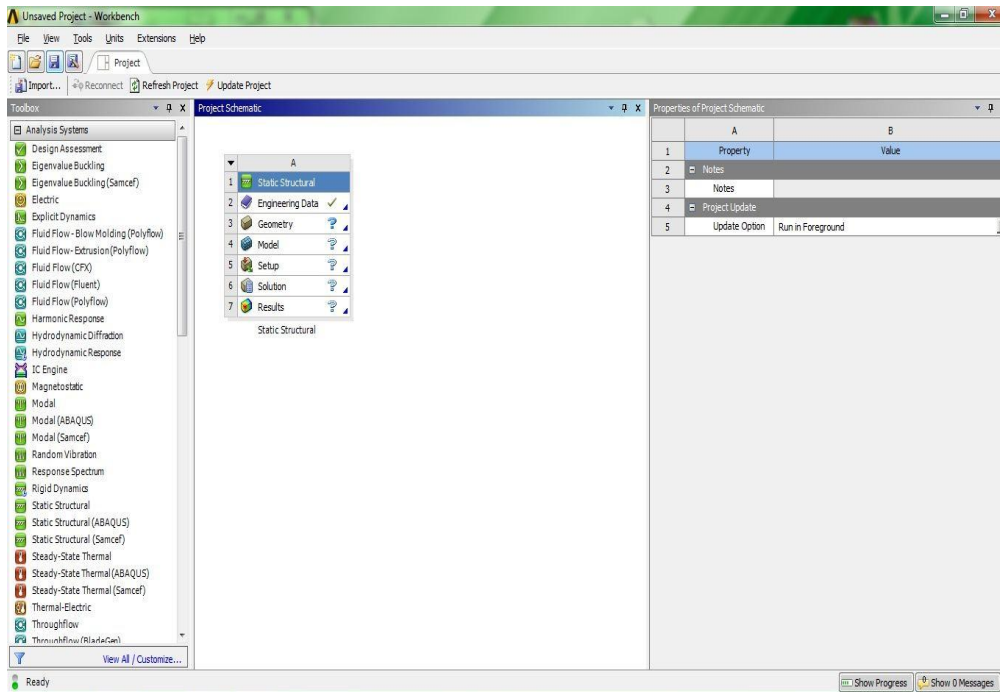 Unsaved Project - Workbench
File View Tools Units Extensions Help
Project
Import... Reconnect Refresh Project Update Project
Toolbox
Analysis Systems
Design Assessment
Eigenvalue Buckling
Eigenvalue Buckling (Samcef)
Electric
Explicit Dynamics
Fluid Flow - Blow Molding (Polyflow)
Fluid Flow - Extrusion (Polyflow)
Fluid Flow (CFX)
Fluid Flow (Fluent)
Fluid Flow (Polyflow)
Harmonic Response
Hydrodynamic Diffraction
Hydrodynamic Response
IC Engine
Magnetostatic
Modal
Modal (ABAQUS)
Modal (Samcef)
Random Vibration
Response Spectrum
Rigid Dynamics
Static Structural
Static Structural (ABAQUS)
Static Structural (Samcef)
Steady-State Thermal
Steady-State Thermal (ABAQUS)
Steady-State Thermal (Samcef)
Thermal-Electric
Throughflow
Throughflow (BladeGen)
View All / Customize...
Project Schematic
A
1 Static Structural
2 Engineering Data
3 Geometry ?
4 Model ?
5 Setup ?
6 Solution ?
7 Results ?
Static Structural
Properties of Project Schematic
A B
1 Property Value
2 Notes
3 Notes
4 Project Update
5 Update Option Run in Foreground
Ready
Show Progress Show 0 Messages